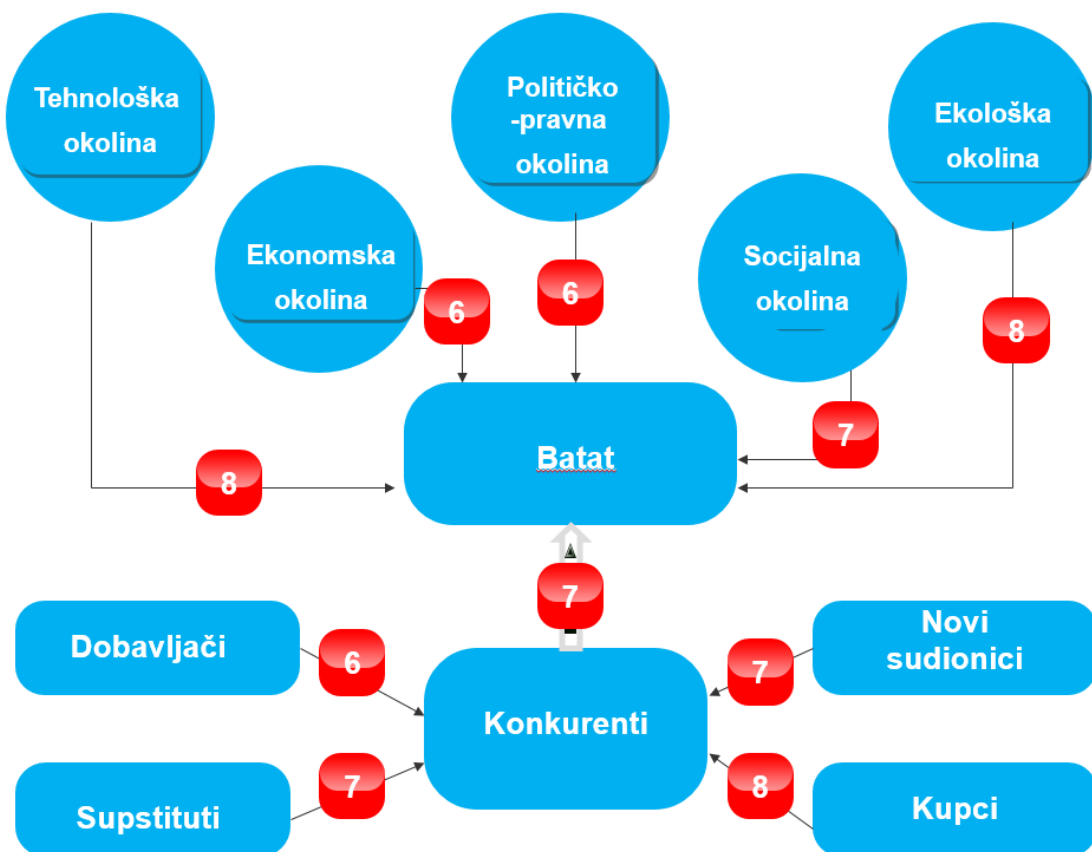 Tehnološka
okolina
Političko
-pravna
okolina
Ekološka
okolina
Ekonomska
okolina
Socijalna
okolina
6
6
8
7
8
Batat
7
Dobavljači
6
Novi
sudionici
7
Konkurenti
Supstituti
7
8
Kupci